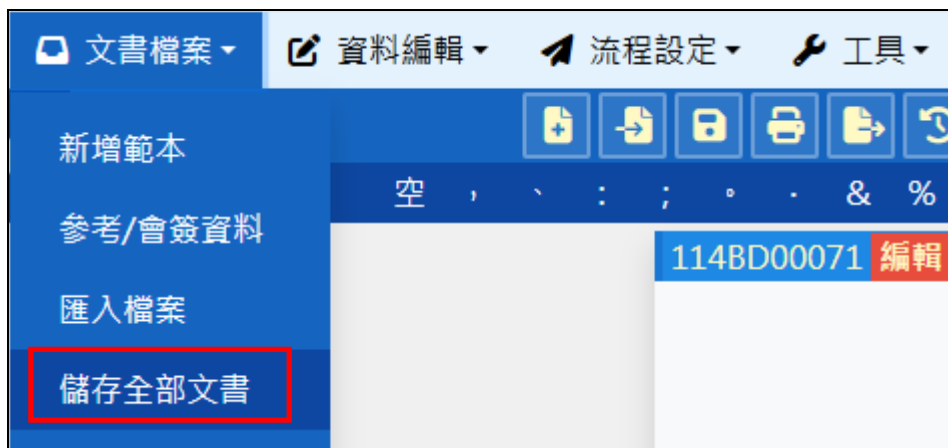 文書檔案 資料編輯 流程設定 工具
新增範本
空 , 、 : ; 。 · & %
參考/會簽資料
114BD00071 編輯
匯入檔案
儲存全部文書